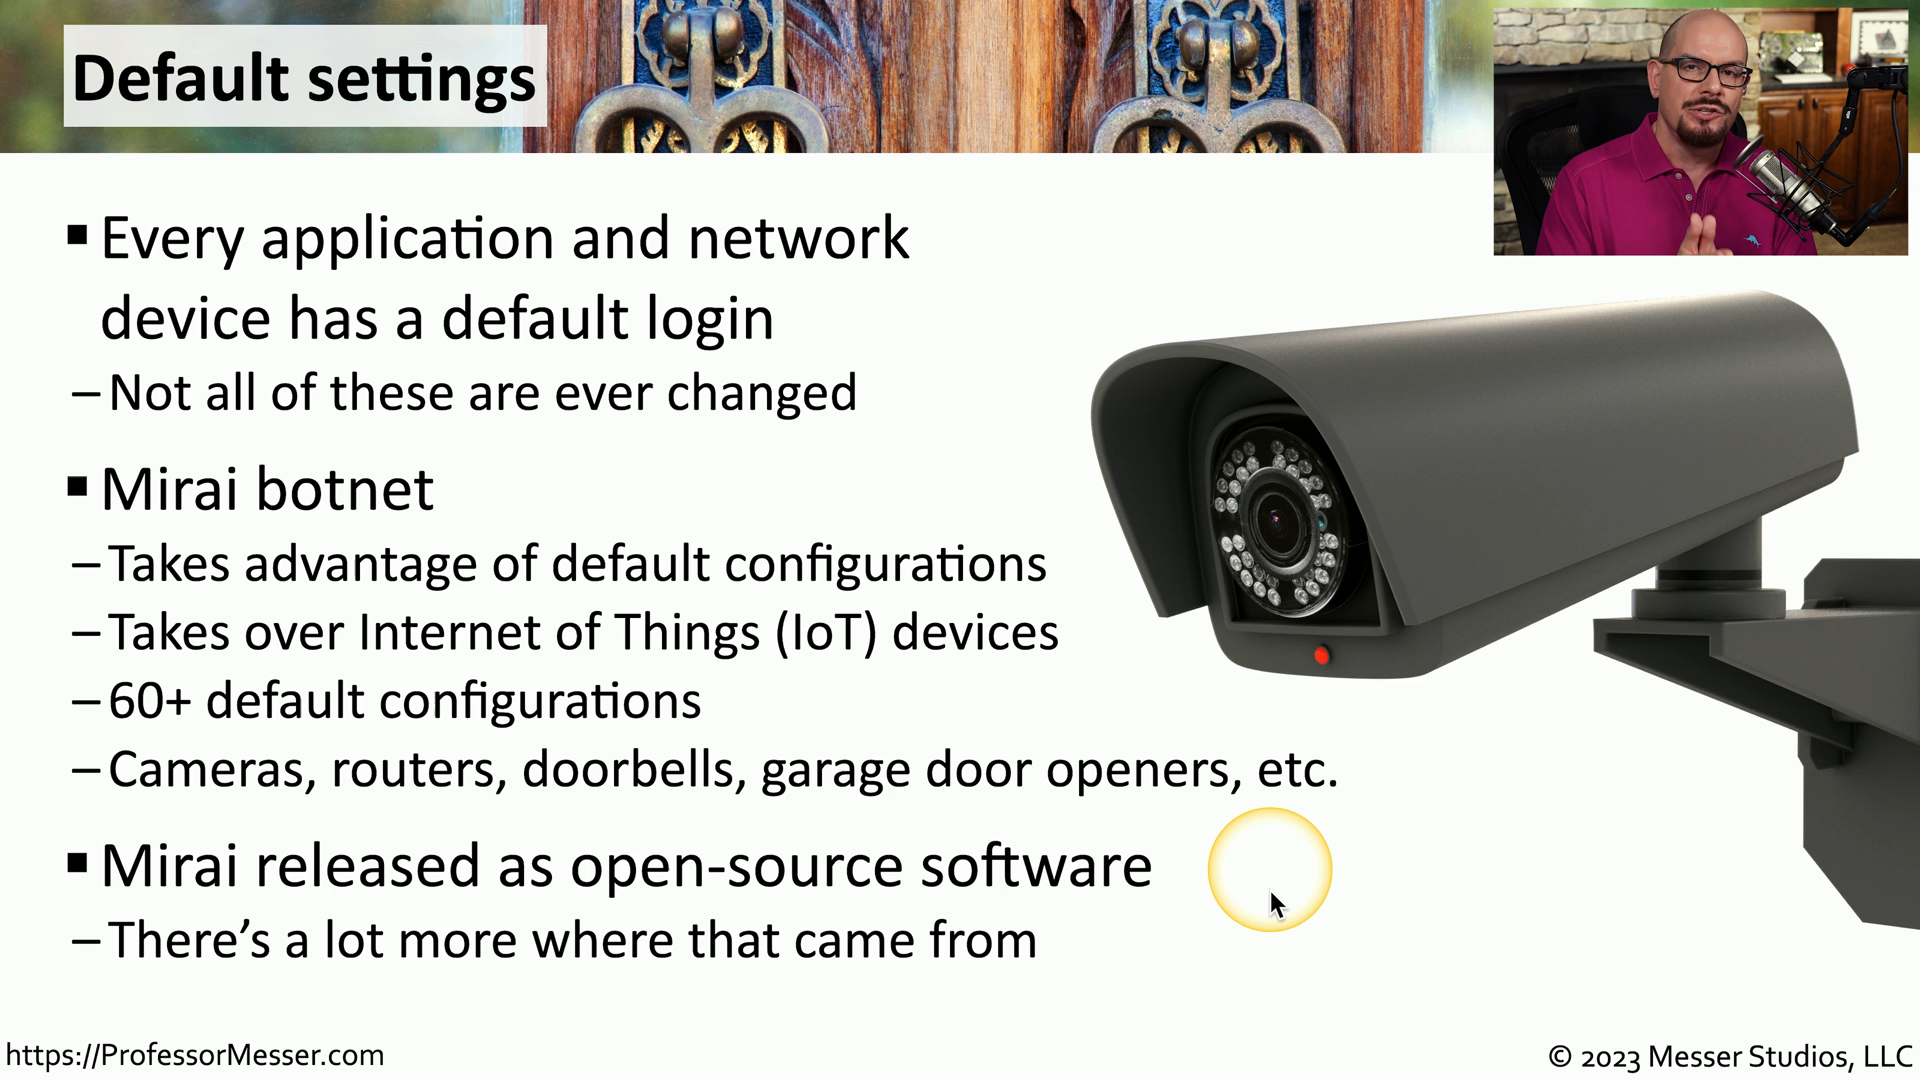 Default settings
▪ Every application and network
device has a default login
– Not all of these are ever changed
▪ Mirai botnet
– Takes advantage of default configurations
– Takes over Internet of Things (IoT) devices
– 60+ default configurations
– Cameras, routers, doorbells, garage door openers, etc.
▪ Mirai released as open-source software
– There’s a lot more where that came from
https://ProfessorMesser.com
© 2023 Messer Studios, LLC